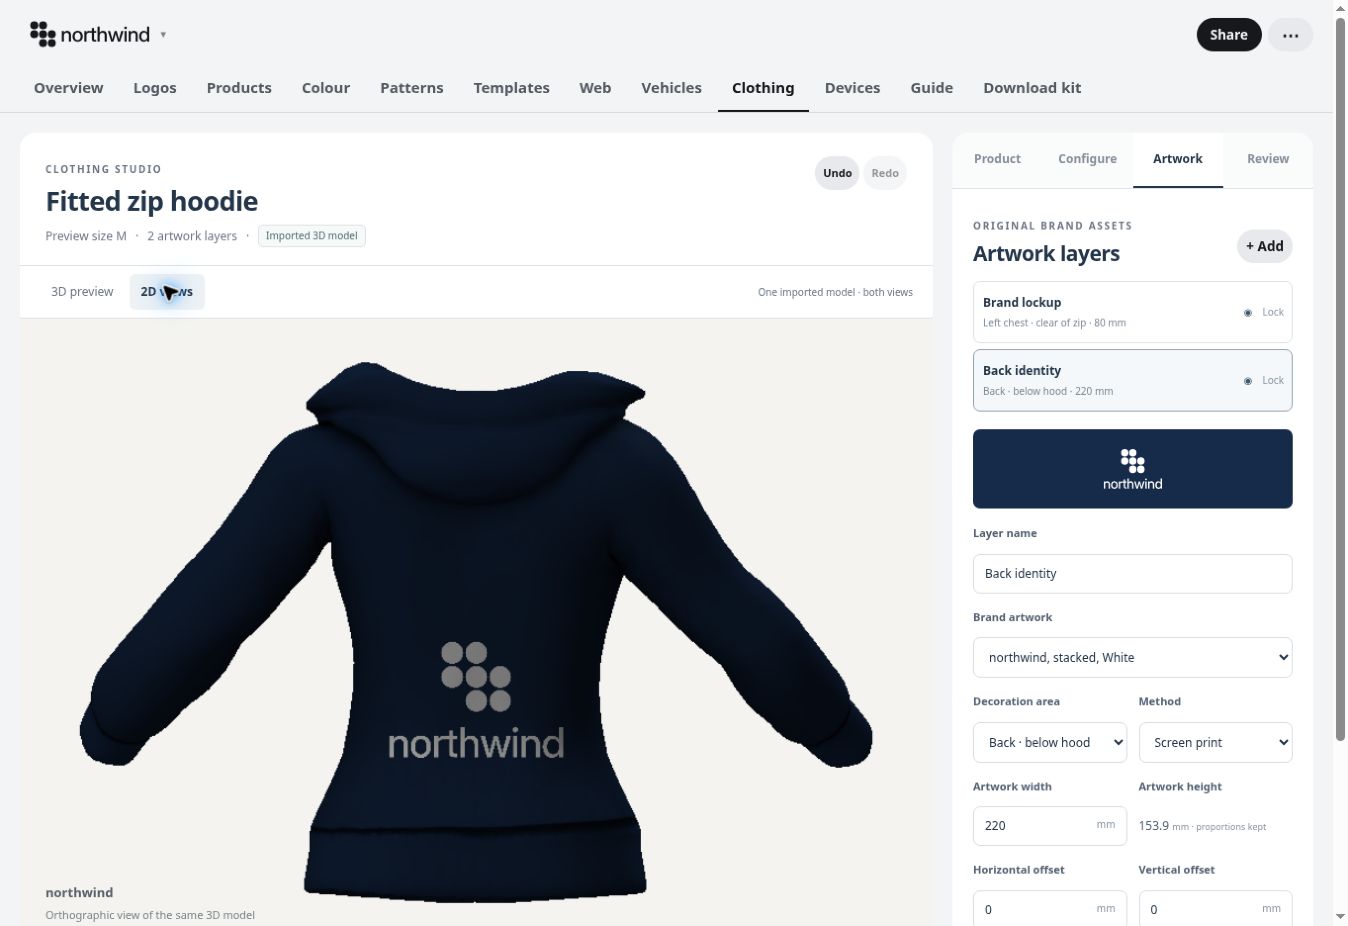 northwind
Share
Overview Logos Products Colour Patterns Templates Web Vehicles Clothing Devices Guide Download kit
CLOTHING STUDIO
Fitted zip hoodie
Preview size M · 2 artwork layers · Imported 3D model
Undo Redo
3D preview 2D
One imported model · both views
northwind
northwind
Orthographic view of the same 3D model
Product Configure Artwork Review
ORIGINAL BRAND ASSETS
Artwork layers
+ Add
Brand lockup
Left chest · clear of zip · 80 mm
Lock
Back identity
Back · below hood · 220 mm
Lock
northwind
Layer name
Back identity
Brand artwork
northwind, stacked, White
Decoration area Method
Back · below hood Screen print
Artwork width Artwork height
220 mm 153.9 mm · proportions kept
Horizontal offset Vertical offset
0 mm 0 mm